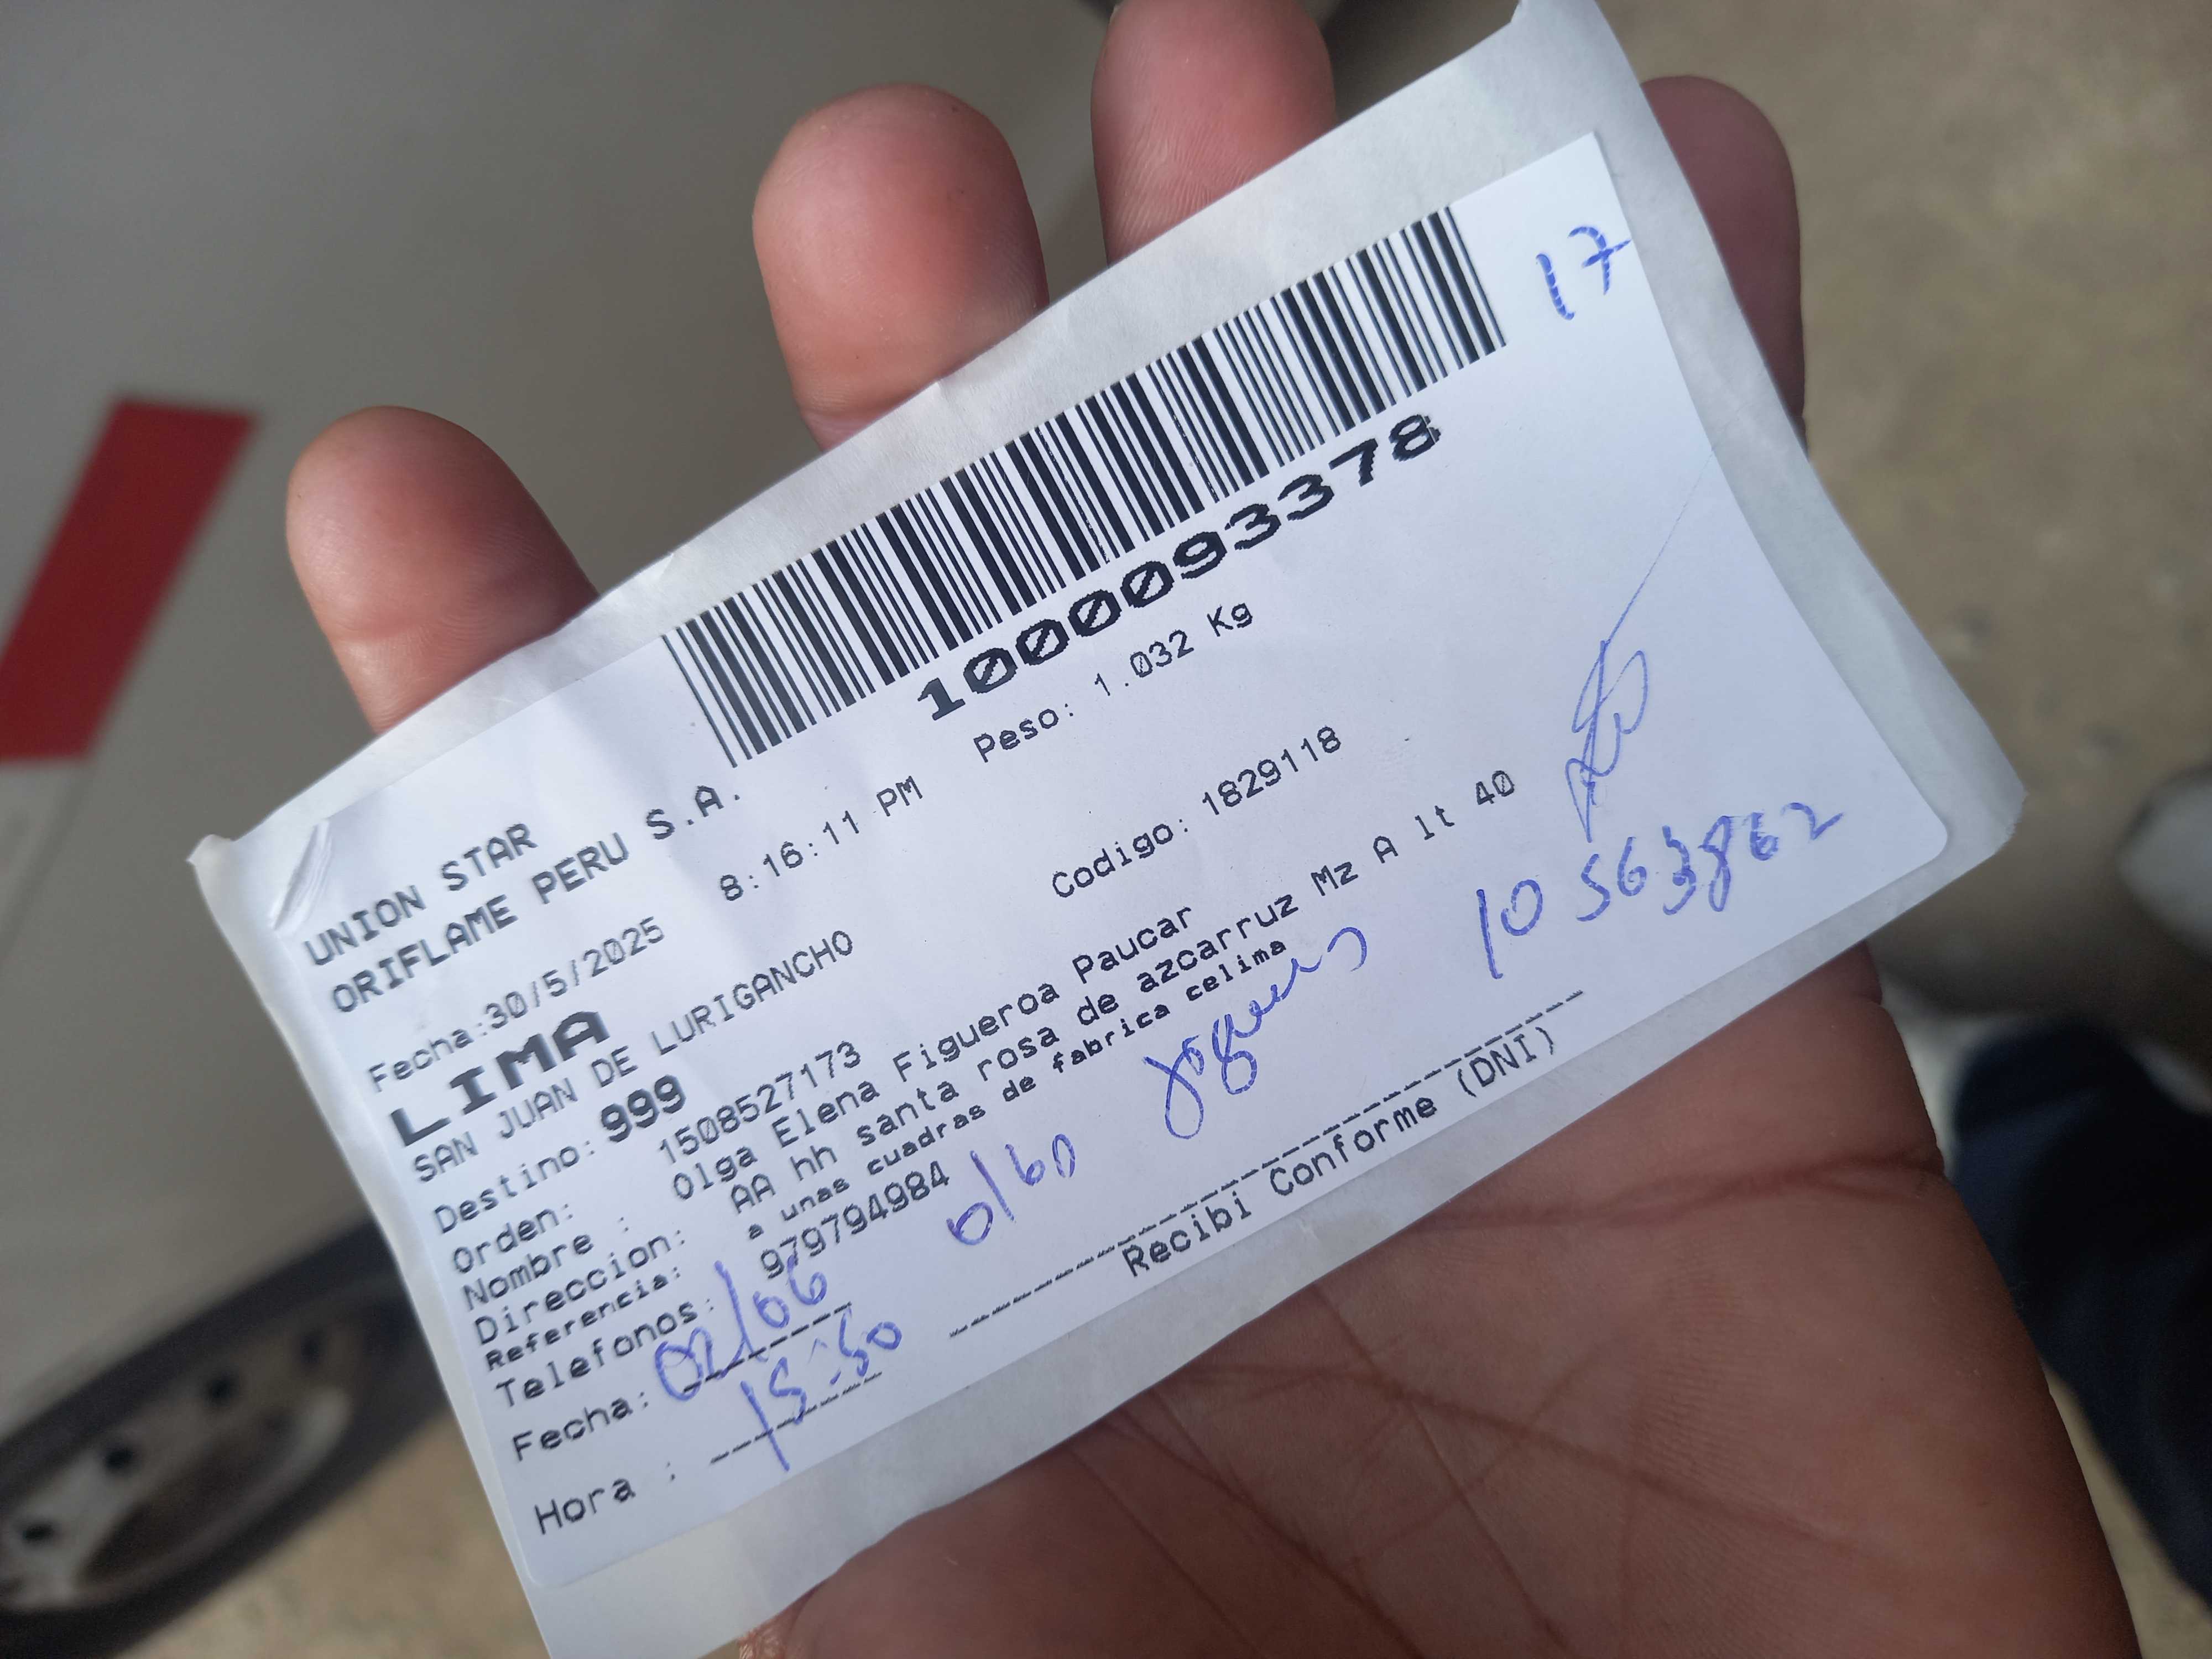 17
1000093378
UNION STAR
ORIFLAME PERU S.A.
Fecha:30/5/2025 8:16:11 PM Peso: 1.032 Kg
LIMA
SAN JUAN DE LURIGANCHO
Destino: 999 Codigo: 1829118
Orden: 1508527173
Nombre : Olga Elena Figueroa Paucar
Direccion: AA hh santa rosa de azcarruz Mz A lt 40
Referencia: a unas cuadras de fabrica celima
Telefonos: 979794984
10563862
Fecha: 02/06
Hora : 15:50
Recibi Conforme (DNI)